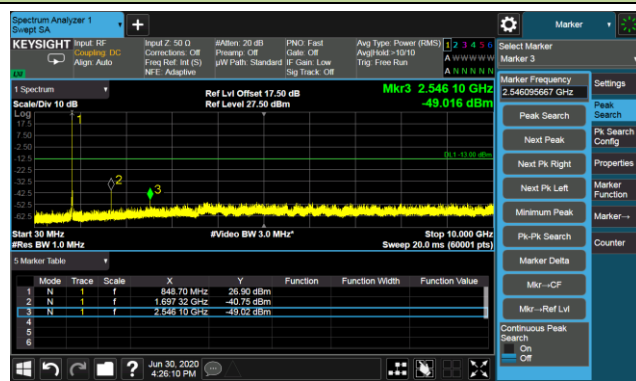 Spectrum Analyzer 1
Swept SA
Marker
KEYSIGHT
Input: RF
Coupling: DC
Align: Auto
Input Z: 50 Ω
Corrections: Off
Freq Ref: Int (S)
NFE: Adaptive
#Atten: 20 dB
Preamp: Off
µW Path: Standard
PNO: Fast
Gate: Off
IF Gain: Low
Sig Track: Off
Avg Type: Power (RMS)
Avg|Hold:>10/10
Trig: Free Run
1 2 3 4 5 6
A W W W W W
A N N N N N
LXI
Select Marker
Marker 3
1 Spectrum
Scale/Div 10 dB
Ref Lvl Offset 17.50 dB
Ref Level 27.50 dBm
Mkr3 2.546 10 GHz
-49.016 dBm
Log
17.5
7.50
-2.50
-12.5
-22.5
-32.5
-42.5
-52.5
-62.5
1
2
3
DL1 -13.00 dBm
Start 30 MHz
#Res BW 1.0 MHz
#Video BW 3.0 MHz*
Stop 10.000 GHz
Sweep 20.0 ms (60001 pts)
5 Marker Table
Mode Trace Scale X Y Function Function Width Function Value
1 N 1 f 848.70 MHz 26.90 dBm
2 N 1 f 1.697 32 GHz -40.75 dBm
3 N 1 f 2.546 10 GHz -49.02 dBm
4
5
6
Marker Frequency
2.546095667 GHz
Peak Search
Next Peak
Next Pk Right
Next Pk Left
Minimum Peak
Pk-Pk Search
Marker Delta
Mkr→CF
Mkr→Ref Lvl
Continuous Peak
Search
On
Off
Settings
Peak
Search
Pk Search
Config
Properties
Marker
Function
Marker→
Counter
?
Jun 30, 2020
4:26:10 PM